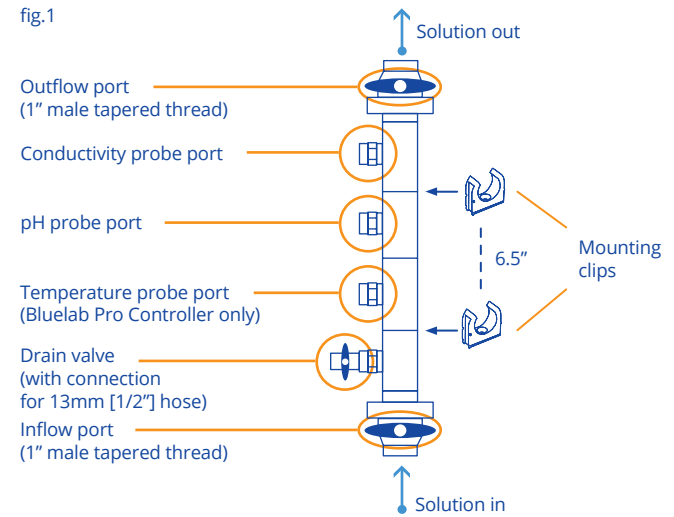 fig.1
Solution out
Outflow port
(1” male tapered thread)
Conductivity probe port
pH probe port
6.5”
Mounting
clips
Temperature probe port
(Bluelab Pro Controller only)
Drain valve
(with connection
for 13mm [1/2”] hose)
Inflow port
(1” male tapered thread)
Solution in